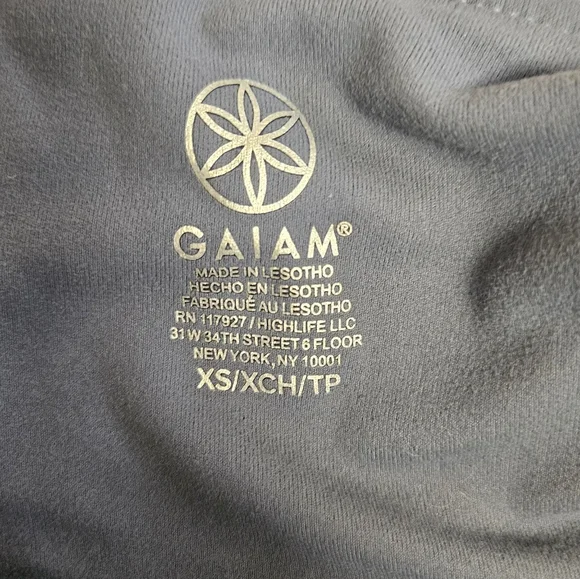 GAIAM®
MADE IN LESOTHO
HECHO EN LESOTHO
FABRIQUÉ AU LESOTHO
RN 117927 / HIGHLIFE LLC
31 W 34TH STREET 6 FLOOR
NEW YORK, NY 10001
XS/XCH/TP